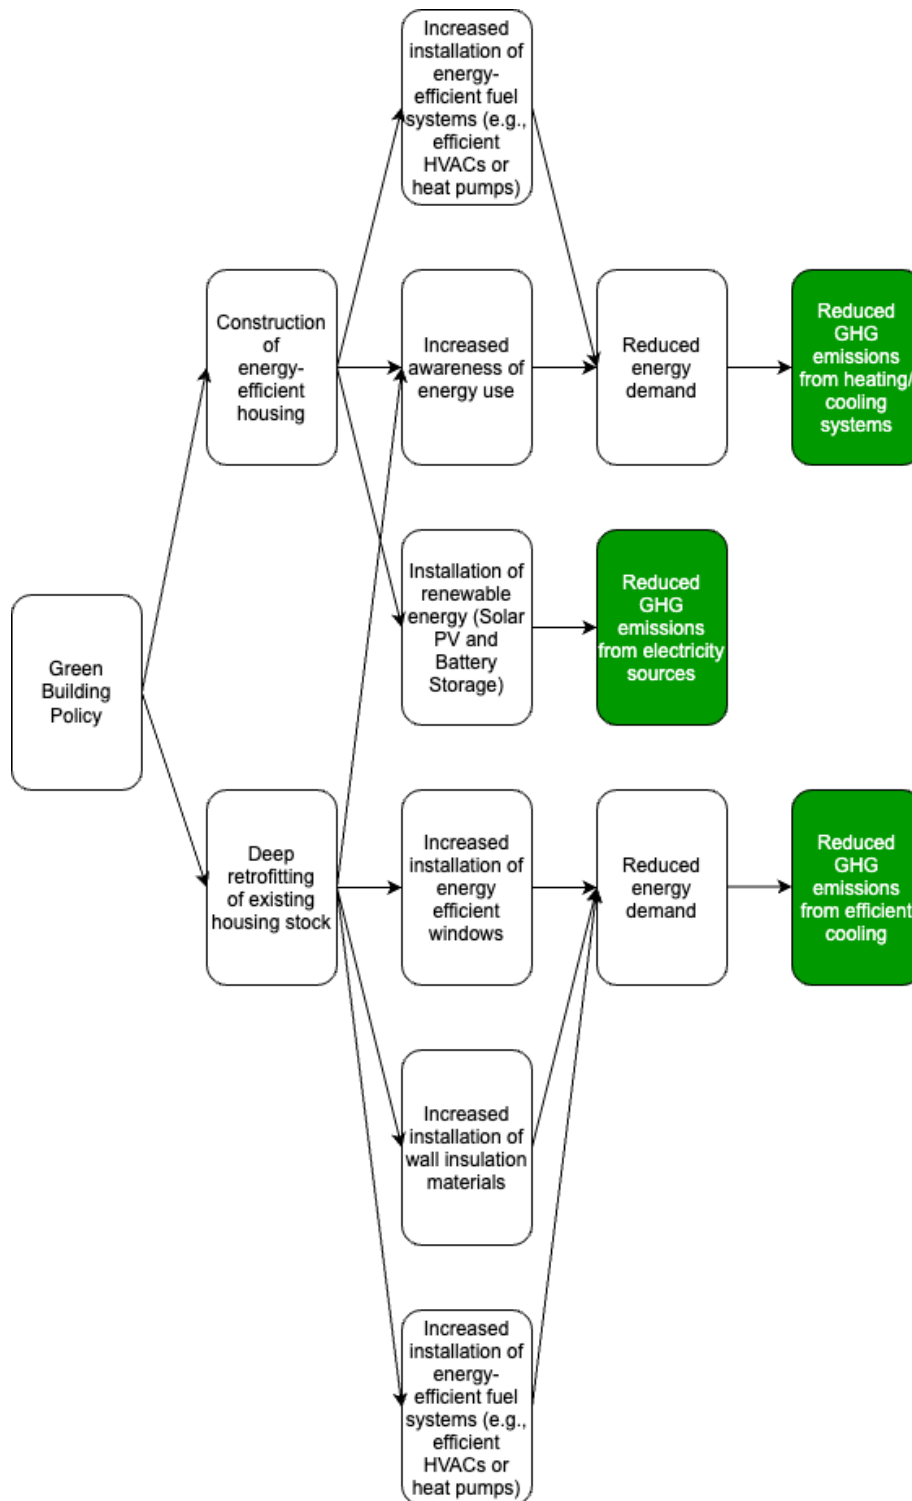 Increased
installation of
energy-
efficient fuel
systems (e.g.,
efficient
HVACs or
heat pumps)
Construction
of
energy-
efficient
housing
Increased
awareness of
energy use
Reduced
energy
demand
Reduced
GHG
emissions
from heating/
cooling
systems
Installation of
renewable
energy (Solar
PV and
Battery
Storage)
Reduced
GHG
emissions
from electricity
sources
Green
Building
Policy
Deep
retrofitting
of existing
housing stock
Increased
installation of
energy
efficient
windows
Reduced
energy
demand
Reduced
GHG
emissions
from efficient
cooling
Increased
installation of
wall insulation
materials
Increased
installation of
energy-
efficient fuel
systems (e.g.,
efficient
HVACs or
heat pumps)